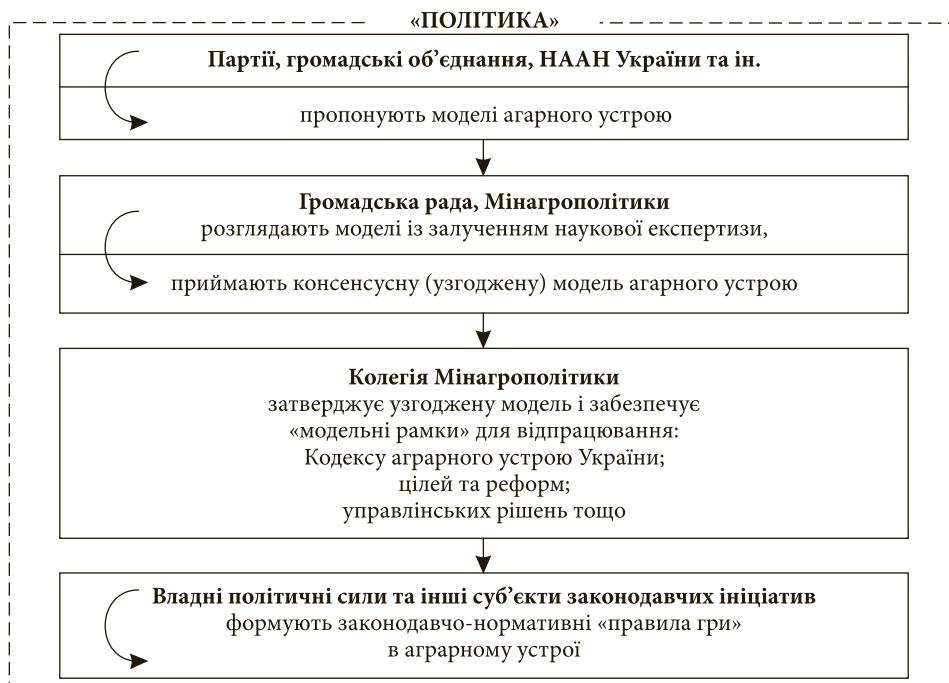 «ПОЛІТИКА»
Партії, громадські об’єднання, НААН України та ін.
пропонують моделі агарного устрою
Громадська рада, Мінагрополітики
розглядають моделі із залученням наукової експертизи,
приймають консенсусну (узгоджену) модель агарного устрою
Колегія Мінагрополітики
затверджує узгоджену модель і забезпечує
«модельні рамки» для відпрацювання:
Кодексу аграрного устрою України;
цілей та реформ;
управлінських рішень тощо
Владні політичні сили та інші суб’єкти законодавчих ініціатив
формують законодавчо-нормативні «правила гри»
в аграрному устрої